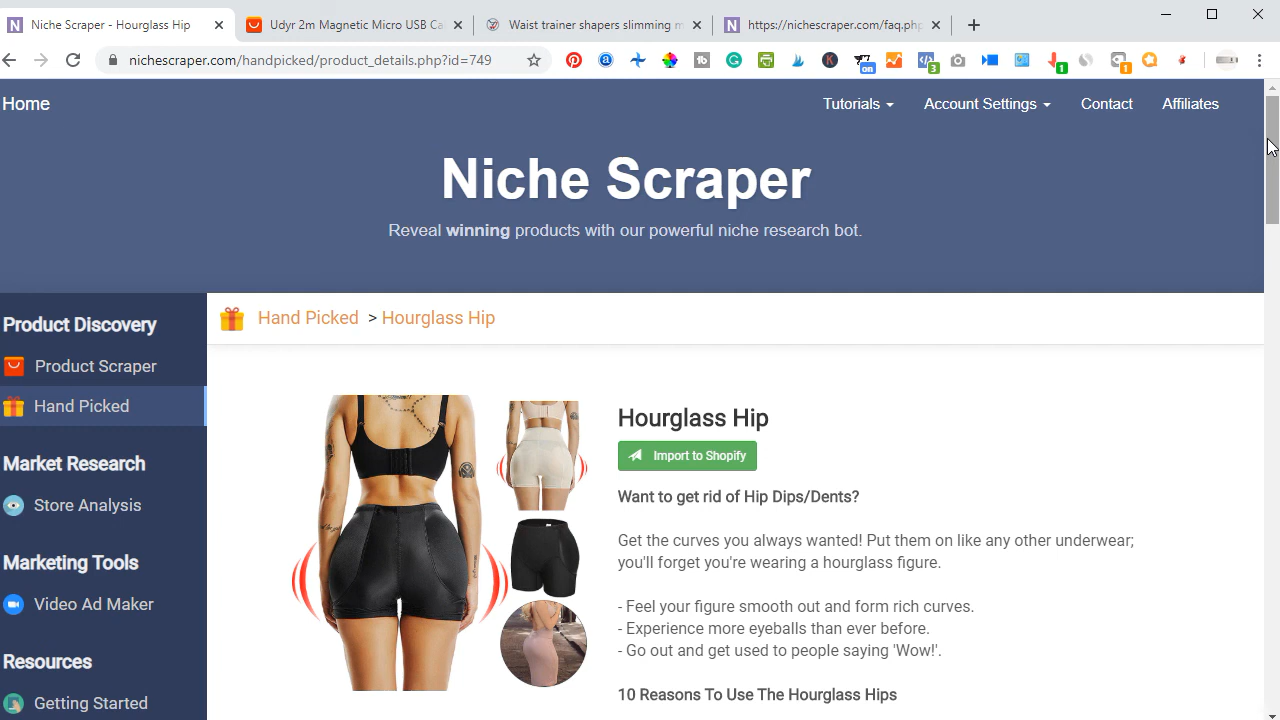 Niche Scraper - Hourglass Hip
Udyr 2m Magnetic Micro USB Ca
Waist trainer shapers slimming m
https://nichescraper.com/faq.php
nichescraper.com/handpicked/product_details.php?id=749
on
3
1
1
Home
Tutorials
Account Settings
Contact
Affiliates
Niche Scraper
Reveal winning products with our powerful niche research bot.
Product Discovery
Product Scraper
Hand Picked
Market Research
Store Analysis
Marketing Tools
Video Ad Maker
Resources
Getting Started
Hand Picked > Hourglass Hip
Hourglass Hip
Import to Shopify
Want to get rid of Hip Dips/Dents?
Get the curves you always wanted! Put them on like any other underwear;
you'll forget you're wearing a hourglass figure.
- Feel your figure smooth out and form rich curves.
- Experience more eyeballs than ever before.
- Go out and get used to people saying 'Wow!'.
10 Reasons To Use The Hourglass Hips